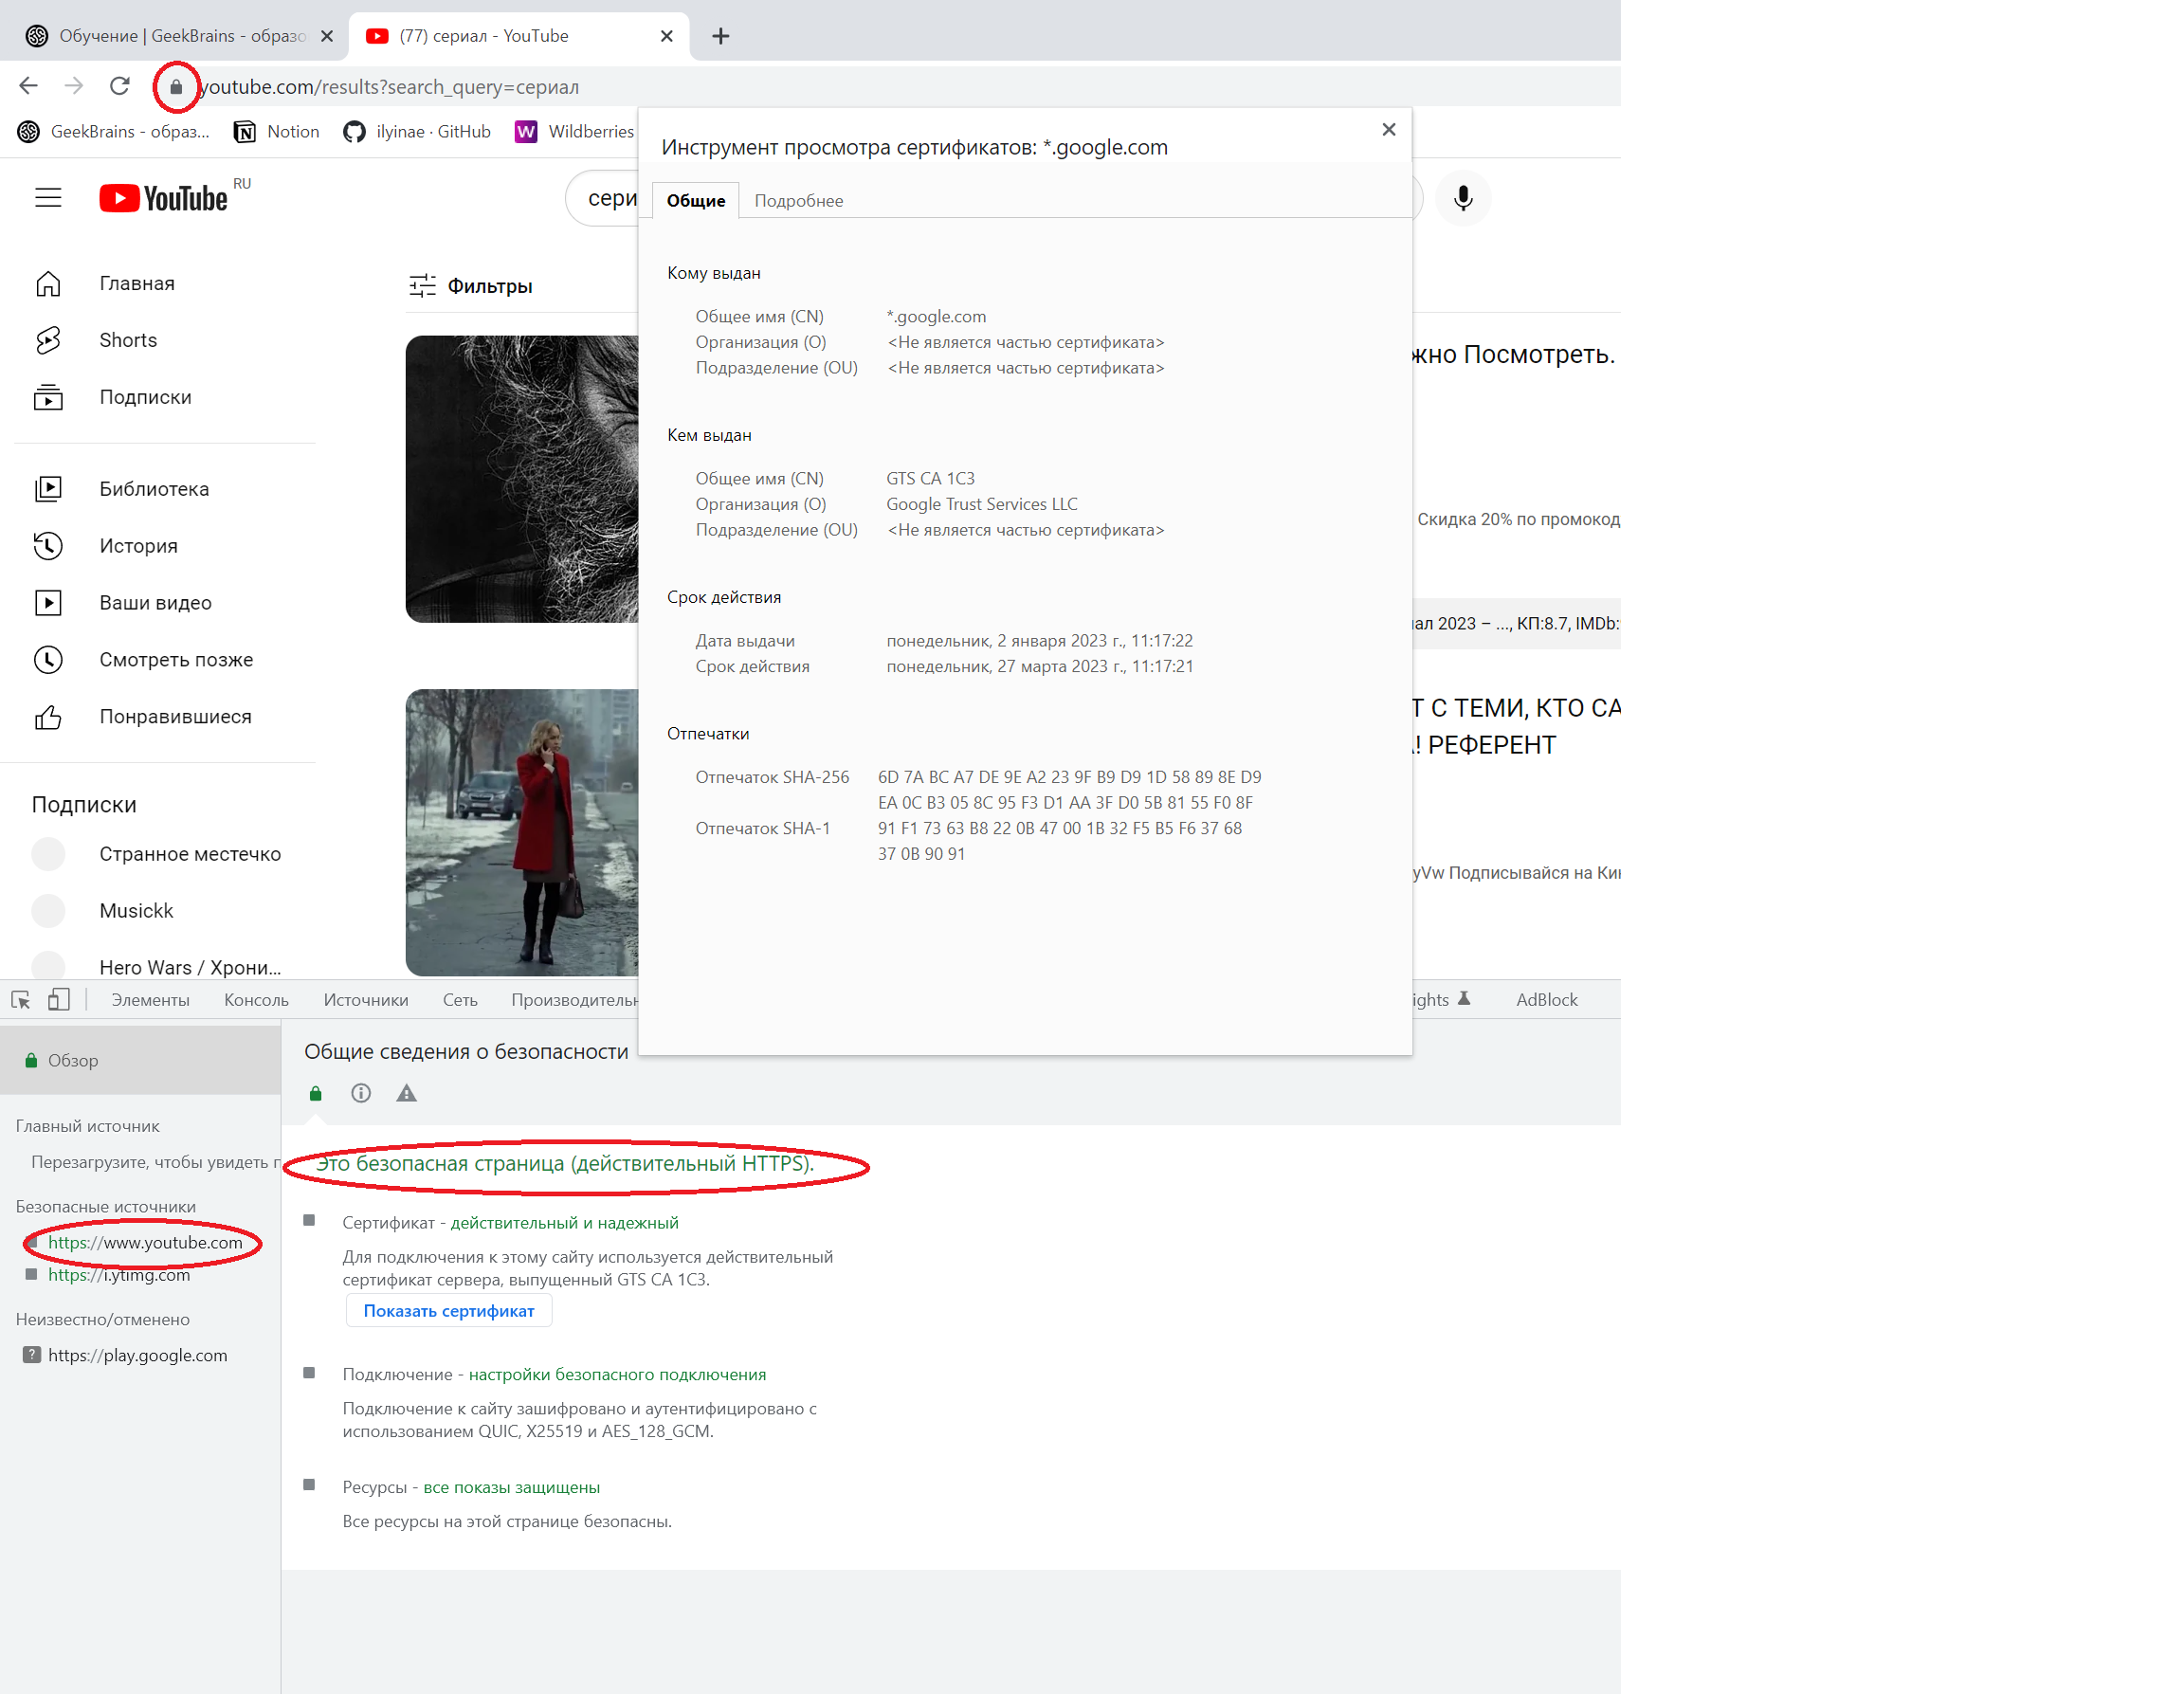 Обучение | GeekBrains - образо
(77) сериал - YouTube
youtube.com/results?search_query=сериал
GeekBrains - образ...
Notion
ilyinae · GitHub
Wildberries
YouTube RU
сери
Главная
Shorts
Подписки
Библиотека
История
Ваши видео
Смотреть позже
Понравившиеся
Подписки
Странное местечко
Musickk
Hero Wars / Хрони...
Фильтры
Инструмент просмотра сертификатов: *.google.com
Общие
Подробнее
Кому выдан
Общее имя (CN) *.google.com
Организация (O) <Не является частью сертификата>
Подразделение (OU) <Не является частью сертификата>
Кем выдан
Общее имя (CN) GTS CA 1C3
Организация (O) Google Trust Services LLC
Подразделение (OU) <Не является частью сертификата>
Срок действия
Дата выдачи понедельник, 2 января 2023 г., 11:17:22
Срок действия понедельник, 27 марта 2023 г., 11:17:21
Отпечатки
Отпечаток SHA-256 6D 7A BC A7 DE 9E A2 23 9F B9 D9 1D 58 89 8E D9
EA 0C B3 05 8C 95 F3 D1 AA 3F D0 5B 81 55 F0 8F
Отпечаток SHA-1 91 F1 73 63 B8 22 0B 47 00 1B 32 F5 B5 F6 37 68
37 0B 90 91
жно Посмотреть.
Скидка 20% по промокод
ал 2023 – ..., КП:8.7, IMDb:
Т С ТЕМИ, КТО СА
! РЕФЕРЕНТ
yVw Подписывайся на Ки
Элементы
Консоль
Источники
Сеть
Производительн
ights
AdBlock
Обзор
Главный источник
Перезагрузите, чтобы увидеть п
Безопасные источники
https://www.youtube.com
https://i.ytimg.com
Неизвестно/отменено
https://play.google.com
Общие сведения о безопасности
Это безопасная страница (действительный HTTPS).
Сертификат - действительный и надежный
Для подключения к этому сайту используется действительный
сертификат сервера, выпущенный GTS CA 1C3.
Показать сертификат
Подключение - настройки безопасного подключения
Подключение к сайту зашифровано и аутентифицировано с
использованием QUIC, X25519 и AES_128_GCM.
Ресурсы - все показы защищены
Все ресурсы на этой странице безопасны.